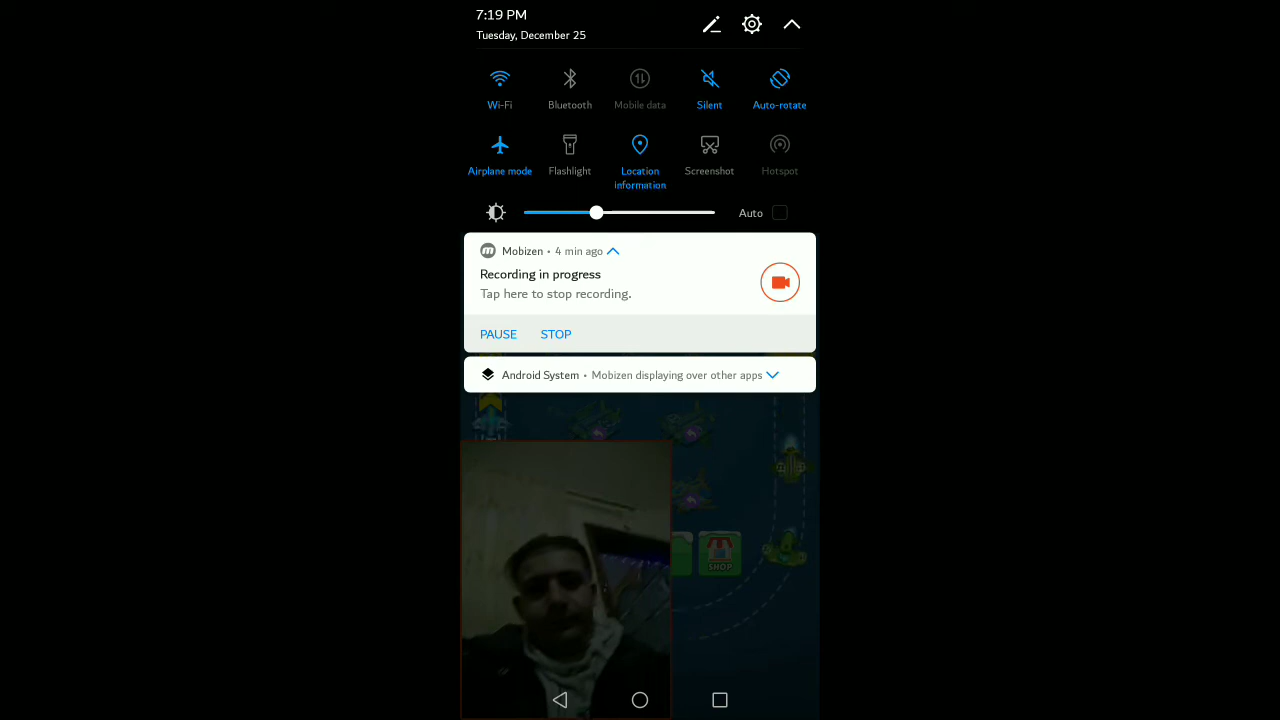 7:19 PM
Tuesday, December 25
Wi-Fi Bluetooth Mobile data Silent Auto-rotate
Airplane mode Flashlight Location information Screenshot Hotspot
Auto
m Mobizen • 4 min ago
Recording in progress
Tap here to stop recording.
PAUSE STOP
Android System • Mobizen displaying over other apps
SHOP